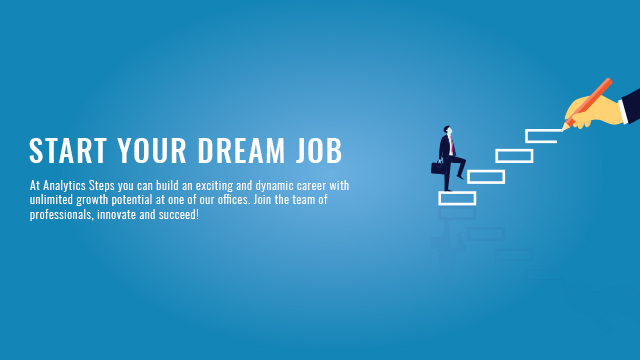 START YOUR DREAM JOB
At Analytics Steps you can build an exciting and dynamic career with
unlimited growth potential at one of our offices. Join the team of
professionals, innovate and succeed!